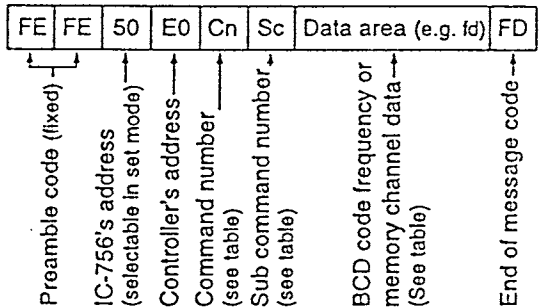 FE FE 50 E0 Cn Sc Data area (e.g. fd) FD
Preamble code (fixed)
IC-756's address
(selectable in set mode)
Controller's address
Command number
(see table)
Sub command number
(see table)
BCD code frequency or
memory channel data
(See table)
End of message code